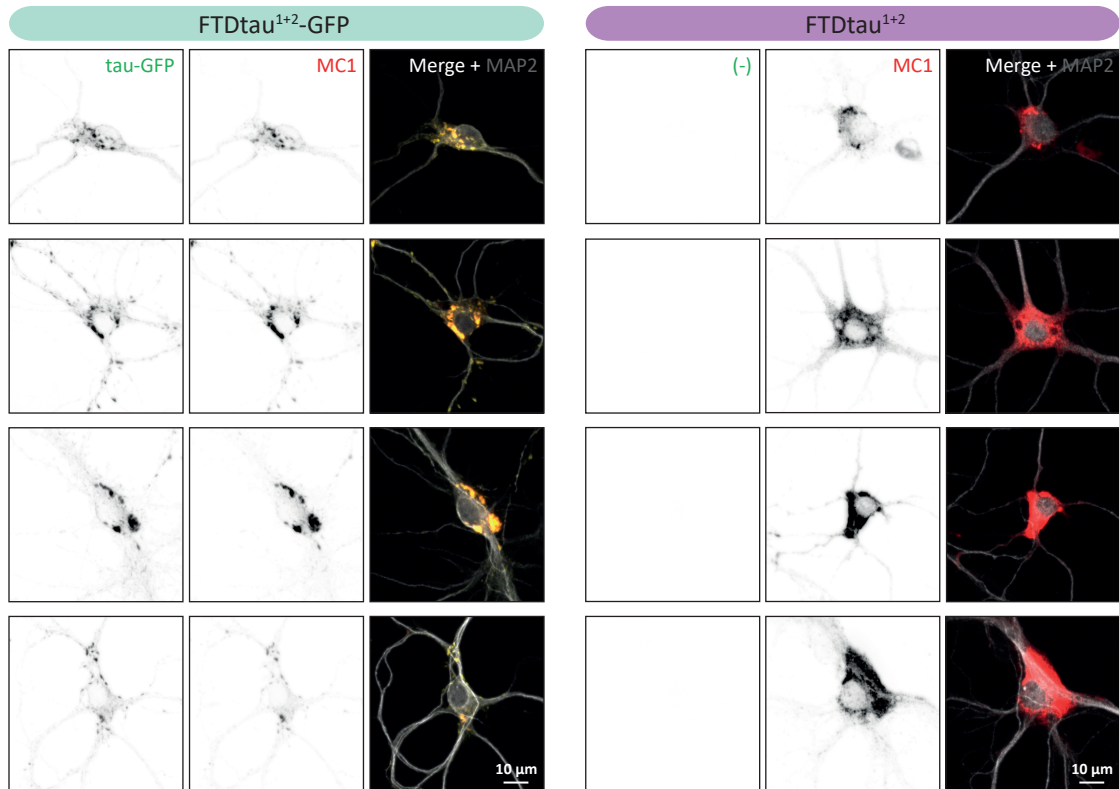 FTDtau¹⁺²-GFP
FTDtau¹⁺²
tau-GFP
MC1
Merge + MAP2
(-)
MC1
Merge + MAP2
10 µm
10 µm